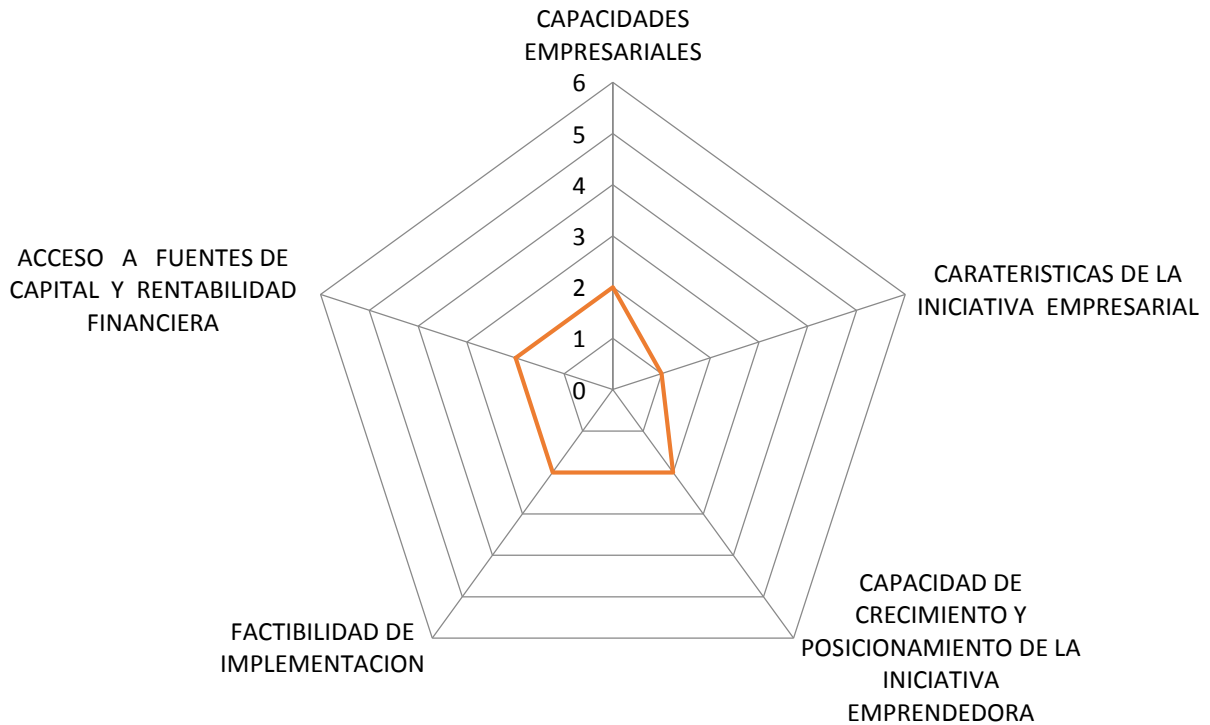 CAPACIDADES
EMPRESARIALES
6
5
4
3
2
1
0
CARATERISTICAS DE LA
INICIATIVA EMPRESARIAL
CAPACIDAD DE
CRECIMIENTO Y
POSICIONAMIENTO DE LA
INICIATIVA
EMPRENDEDORA
FACTIBILIDAD DE
IMPLEMENTACION
ACCESO A FUENTES DE
CAPITAL Y RENTABILIDAD
FINANCIERA